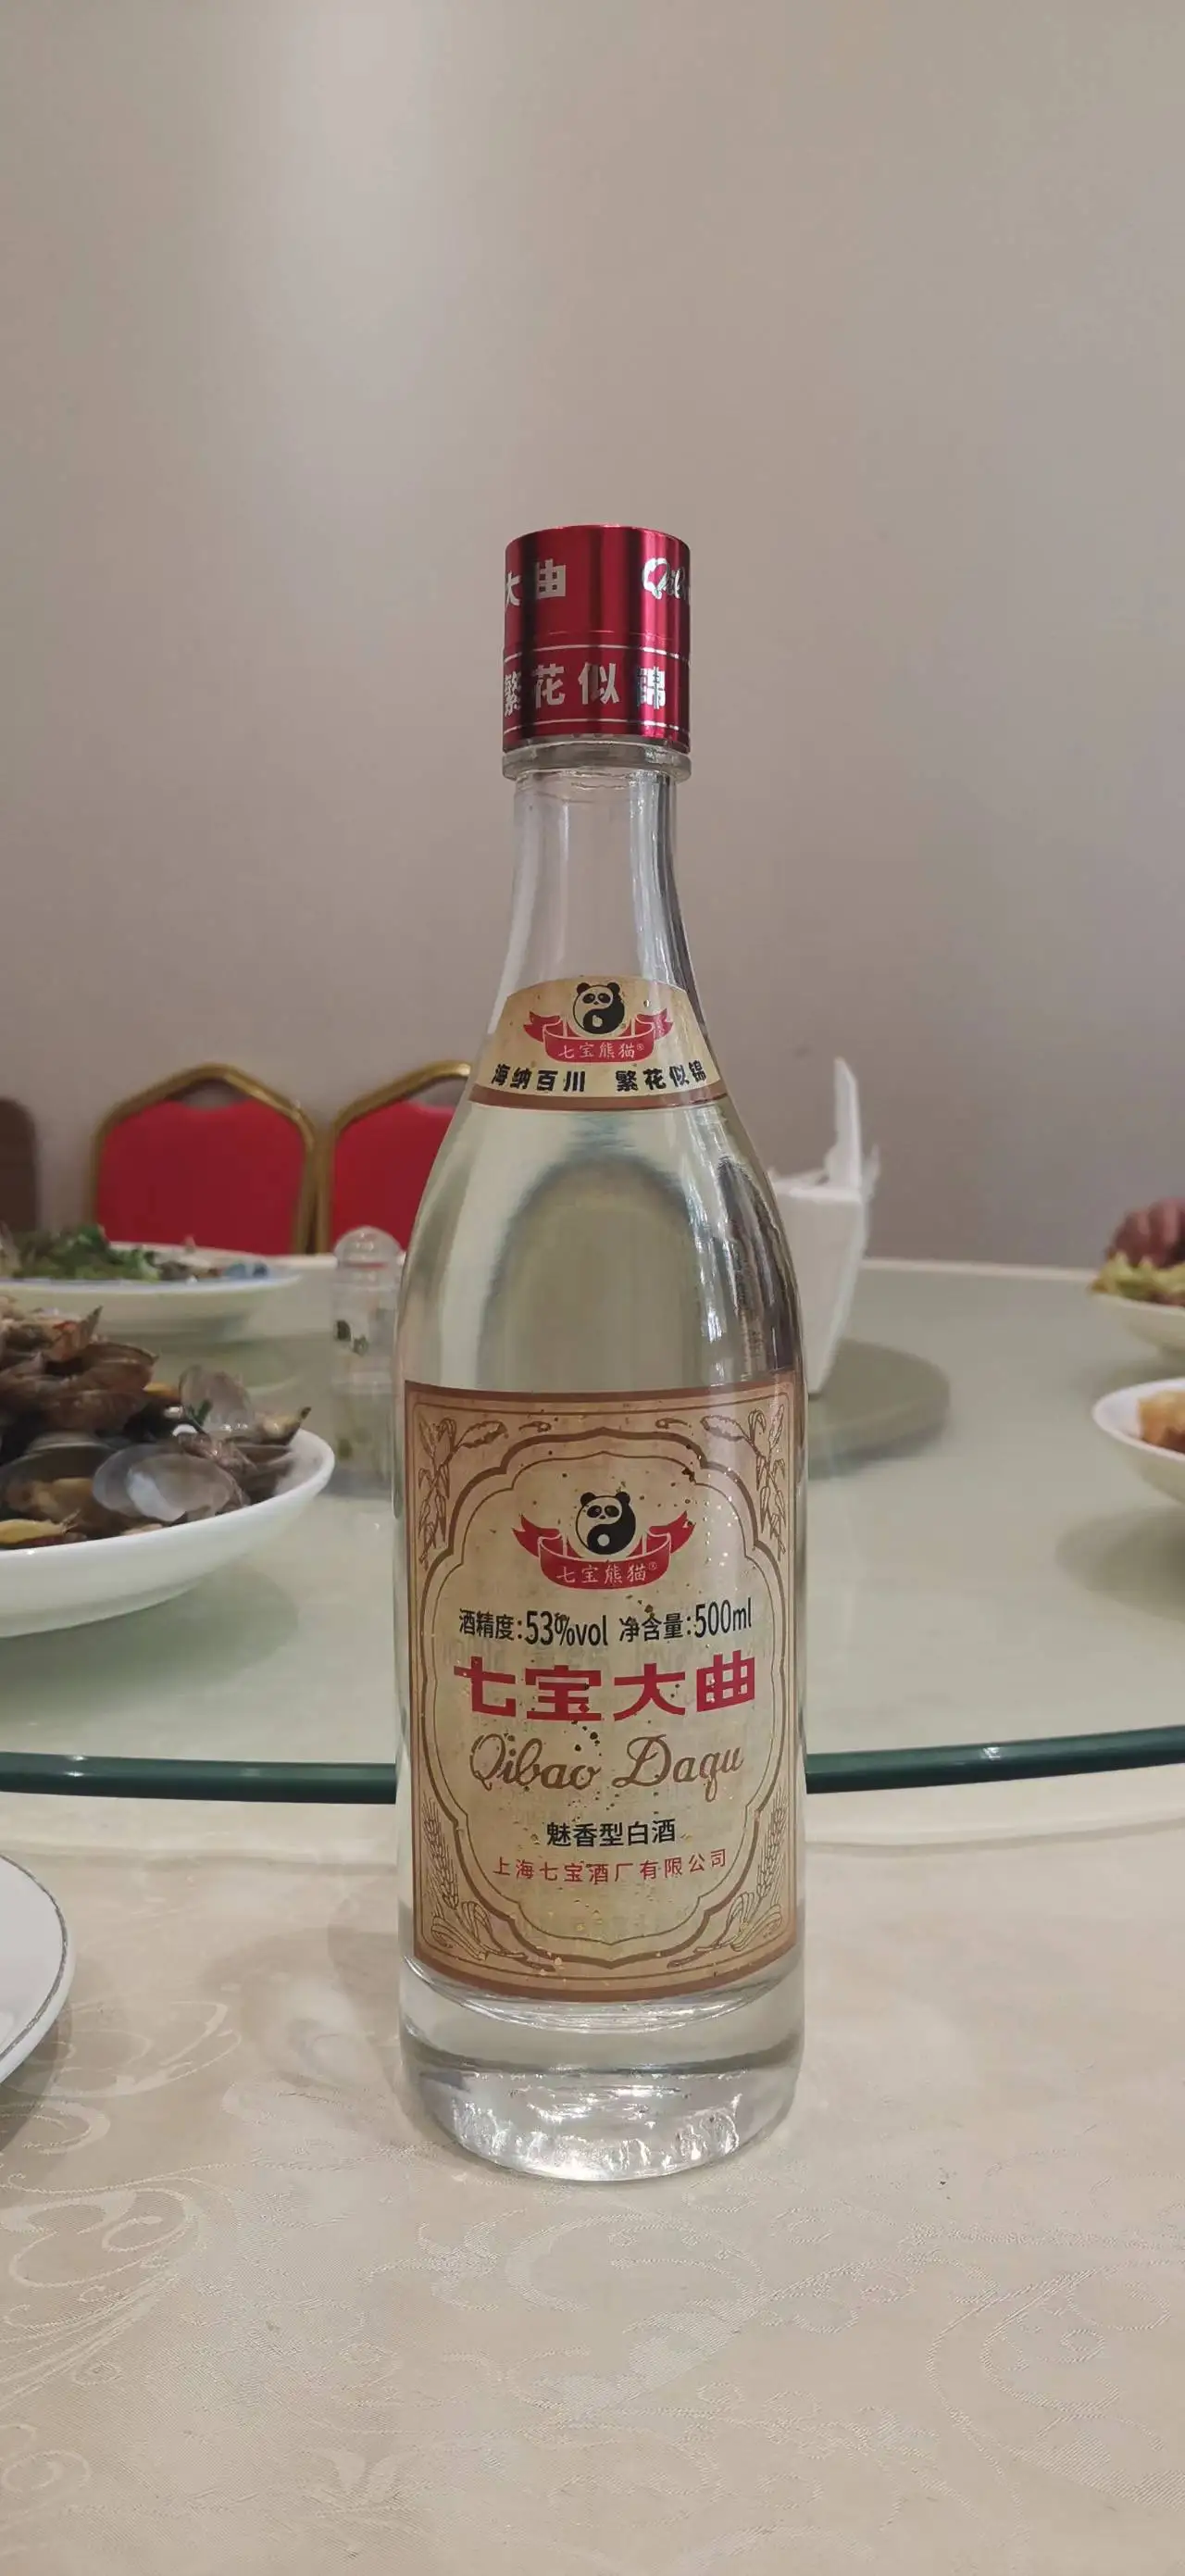 大曲 Qi
繁花似锦
七宝熊猫®
海纳百川 繁花似锦
七宝熊猫®
酒精度:53%vol 净含量:500ml
七宝大曲
Qibao Daqu
魅香型白酒
上海七宝酒厂有限公司